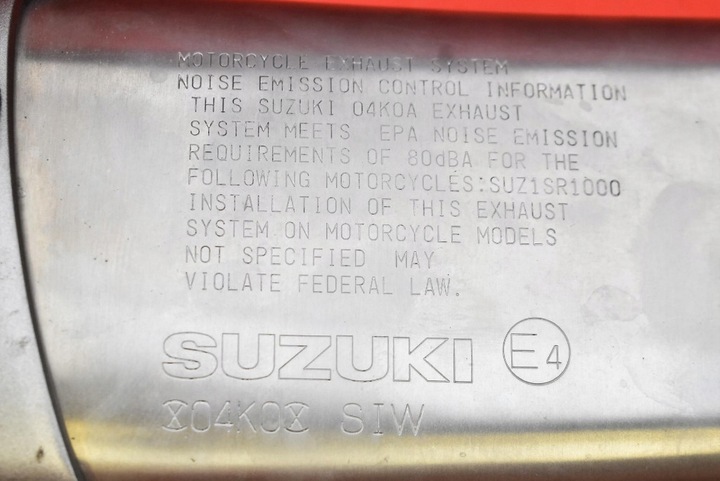 MOTORCYCLE EXHAUST SYSTEM
NOISE EMISSION CONTROL INFORMATION
THIS SUZUKI 04K0A EXHAUST
SYSTEM MEETS EPA NOISE EMISSION
REQUIREMENTS OF 80dBA FOR THE
FOLLOWING MOTORCYCLES:SUZ1SR1000
INSTALLATION OF THIS EXHAUST
SYSTEM ON MOTORCYCLE MODELS
NOT SPECIFIED MAY
VIOLATE FEDERAL LAW.
SUZUKI E4
04K0 SIW